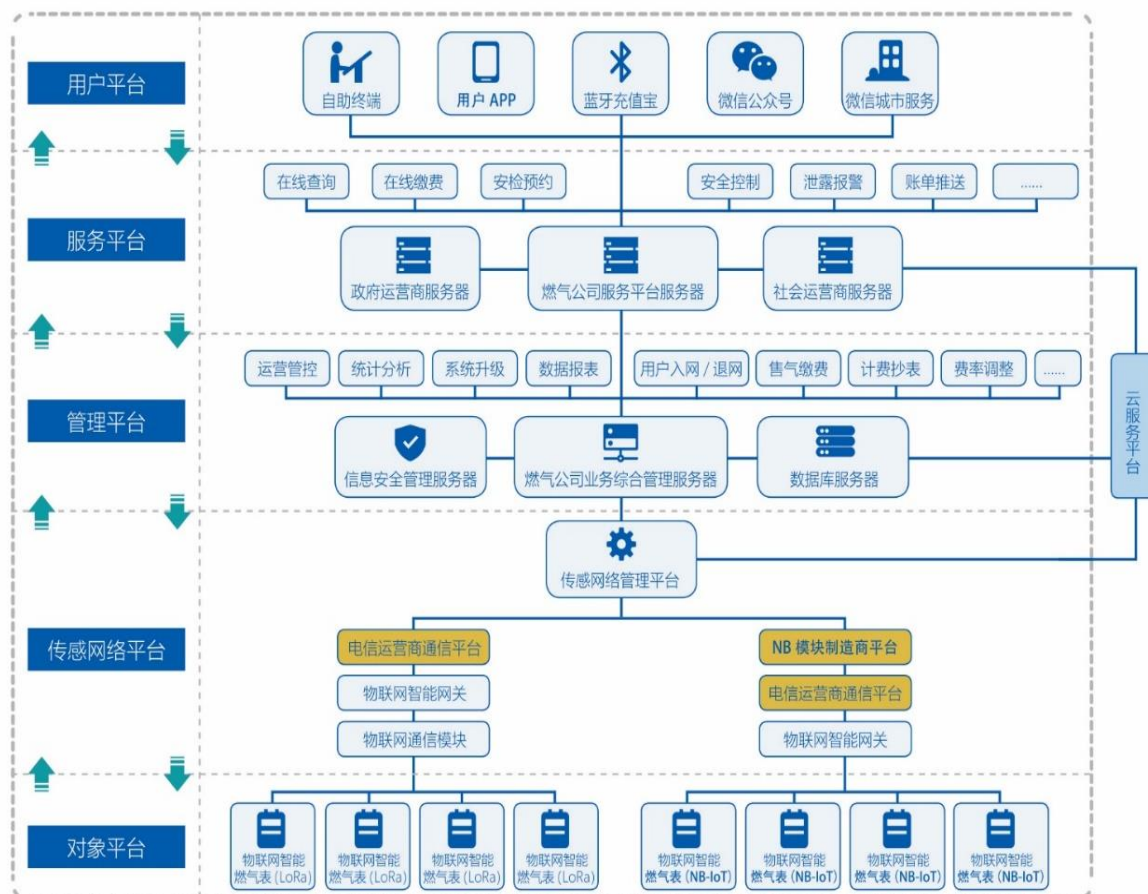 用户平台
自助终端
用户 APP
蓝牙充值宝
微信公众号
微信城市服务
服务平台
在线查询
在线缴费
安检预约
安全控制
泄露报警
账单推送
......
政府运营商服务器
燃气公司服务平台服务器
社会运营商服务器
管理平台
运营管控
统计分析
系统升级
数据报表
用户入网 / 退网
售气缴费
计费抄表
费率调整
......
信息安全管理服务器
燃气公司业务综合管理服务器
数据库服务器
云服务平台
传感网络平台
传感网络管理平台
电信运营商通信平台
物联网智能网关
物联网通信模块
NB 模块制造商平台
电信运营商通信平台
物联网智能网关
对象平台
物联网智能
燃气表 (LoRa)
物联网智能
燃气表 (LoRa)
物联网智能
燃气表 (LoRa)
物联网智能
燃气表 (LoRa)
物联网智能
燃气表 (NB-IoT)
物联网智能
燃气表 (NB-IoT)
物联网智能
燃气表 (NB-IoT)
物联网智能
燃气表 (NB-IoT)